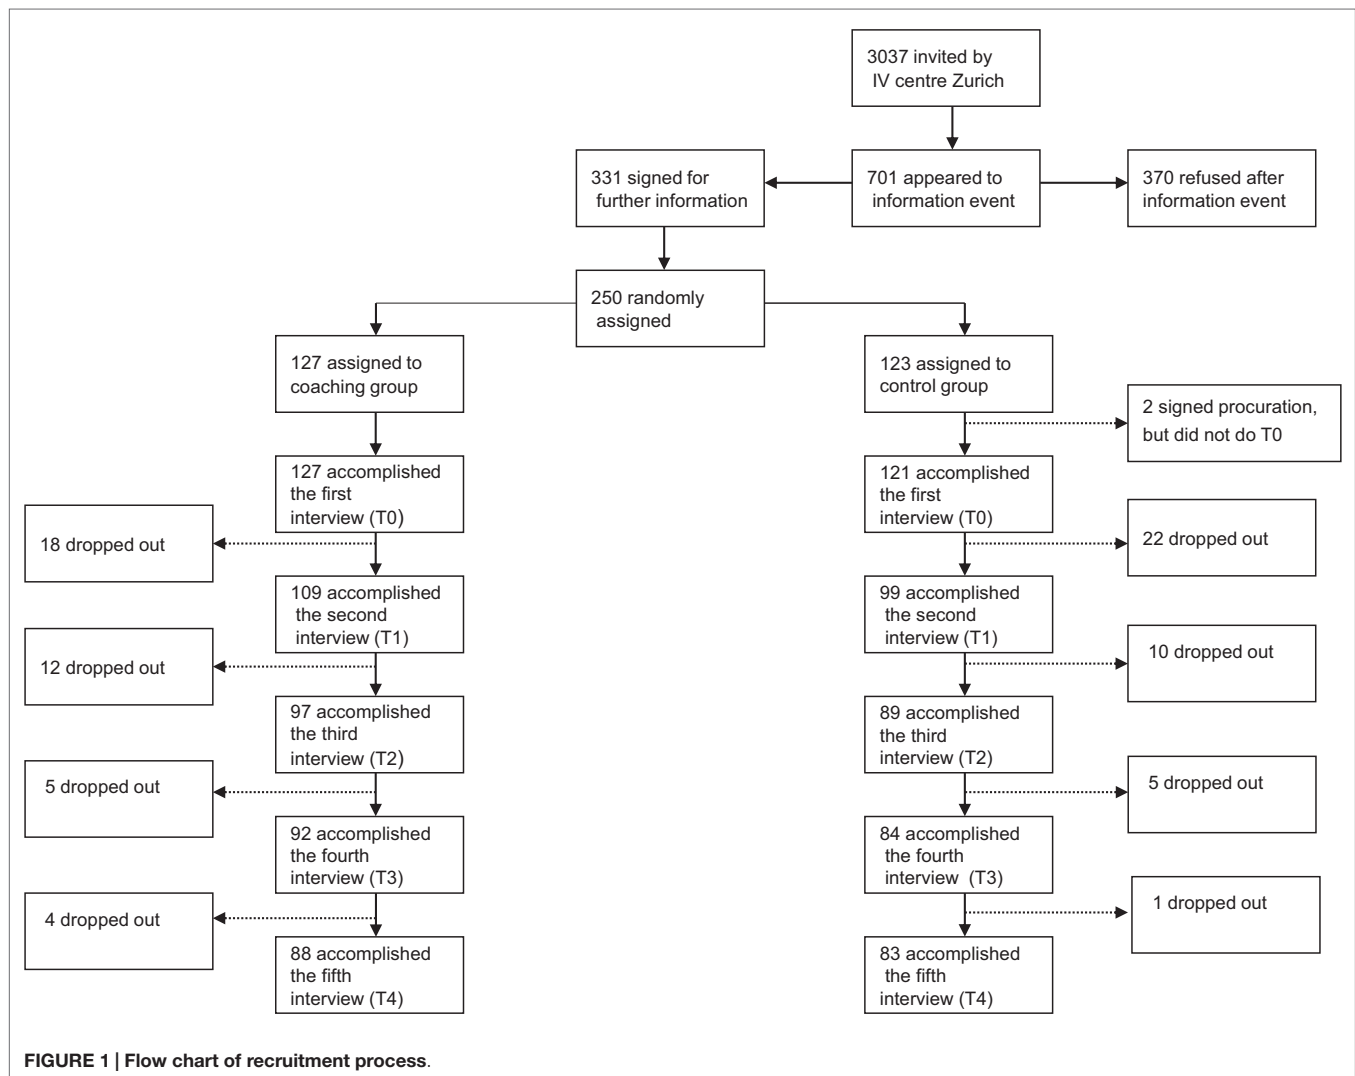 3037 invited by
IV centre Zurich
331 signed for
further information
701 appeared to
information event
370 refused after
information event
250 randomly
assigned
127 assigned to
coaching group
123 assigned to
control group
2 signed procuration,
but did not do T0
127 accomplished
the first
interview (T0)
121 accomplished
the first
interview (T0)
18 dropped out
22 dropped out
109 accomplished
the second
interview (T1)
99 accomplished
the second
interview (T1)
12 dropped out
10 dropped out
97 accomplished
the third
interview (T2)
89 accomplished
the third
interview (T2)
5 dropped out
5 dropped out
92 accomplished
the fourth
interview (T3)
84 accomplished
the fourth
interview (T3)
4 dropped out
1 dropped out
88 accomplished
the fifth
interview (T4)
83 accomplished
the fifth
interview (T4)
FIGURE 1 | Flow chart of recruitment process.